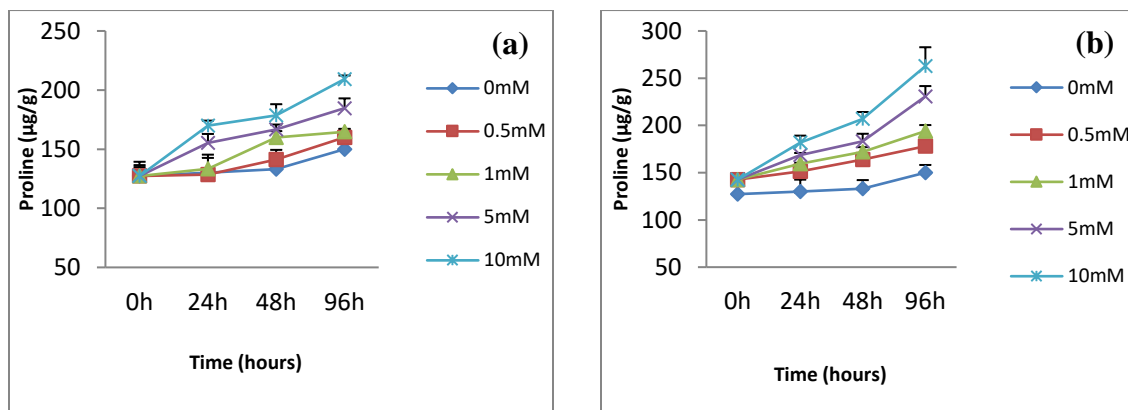 (a)
250
200
150
100
50
Proline (µg/g)
0h 24h 48h 96h
Time (hours)
0mM
0.5mM
1mM
5mM
10mM
(b)
300
250
200
150
100
50
Proline (µg/g)
0h 24h 48h 96h
Time (hours)
0mM
0.5mM
1mM
5mM
10mM